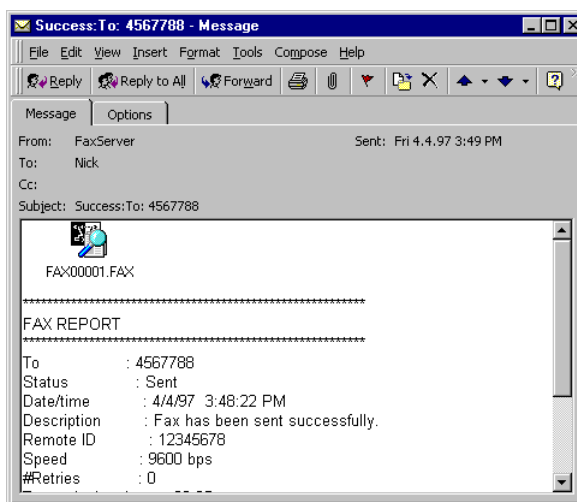 Success:To: 4567788 - Message
File Edit View Insert Format Tools Compose Help
Reply Reply to All Forward
Message Options
From: FaxServer Sent: Fri 4.4.97 3:49 PM
To: Nick
Cc:
Subject: Success:To: 4567788
FAX00001.FAX
************************************************************
FAX REPORT
************************************************************
To : 4567788
Status : Sent
Date/time : 4/4/97 3:48:22 PM
Description : Fax has been sent successfully.
Remote ID : 12345678
Speed : 9600 bps
#Retries : 0